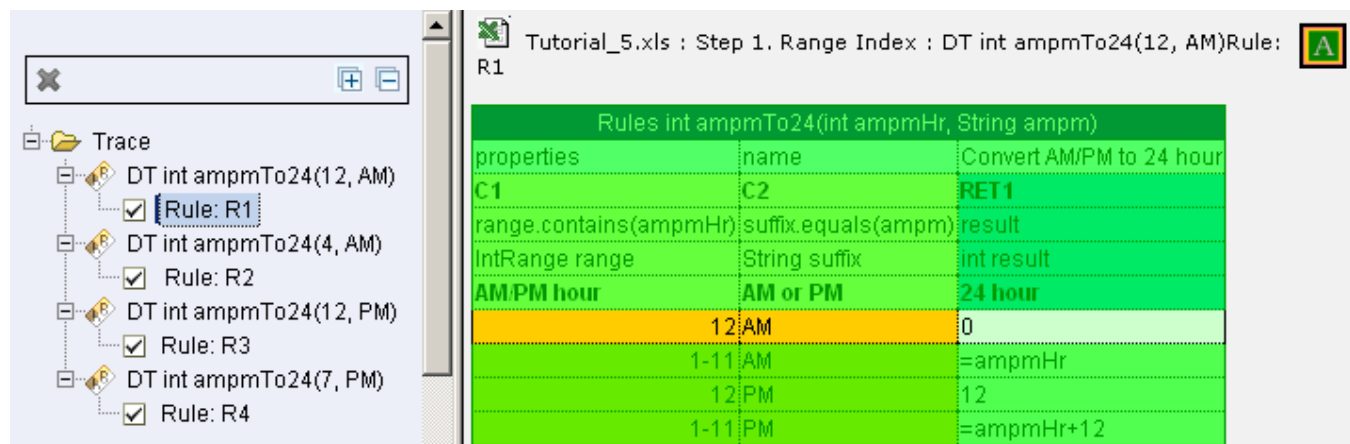 Trace
DT int ampmTo24(12, AM)
Rule: R1
DT int ampmTo24(4, AM)
Rule: R2
DT int ampmTo24(12, PM)
Rule: R3
DT int ampmTo24(7, PM)
Rule: R4
Tutorial_5.xls : Step 1. Range Index : DT int ampmTo24(12, AM)Rule:
R1
A
Rules int ampmTo24(int ampmHr, String ampm)
properties name Convert AM/PM to 24 hour
C1 C2 RET1
range.contains(ampmHr) suffix.equals(ampm) result
IntRange range String suffix int result
AM/PM hour AM or PM 24 hour
12 AM 0
1-11 AM =ampmHr
12 PM 12
1-11 PM =ampmHr+12